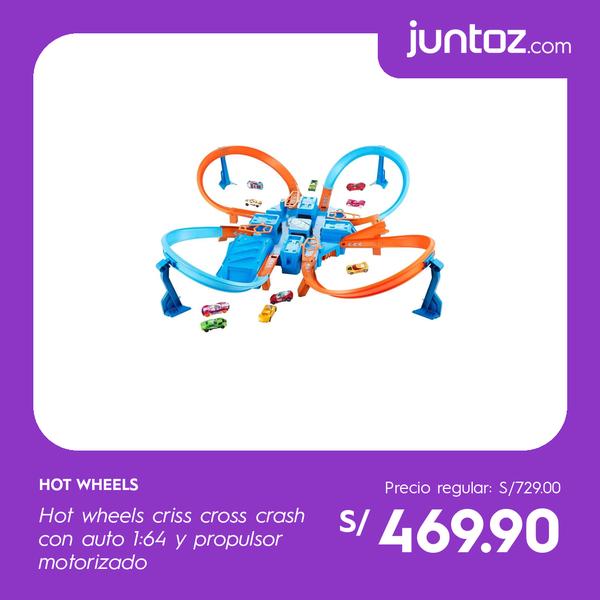 juntoz.com
HOT WHEELS
Hot wheels criss cross crash
con auto 1:64 y propulsor
motorizado
Precio regular: S/729.00
S/ 469.90